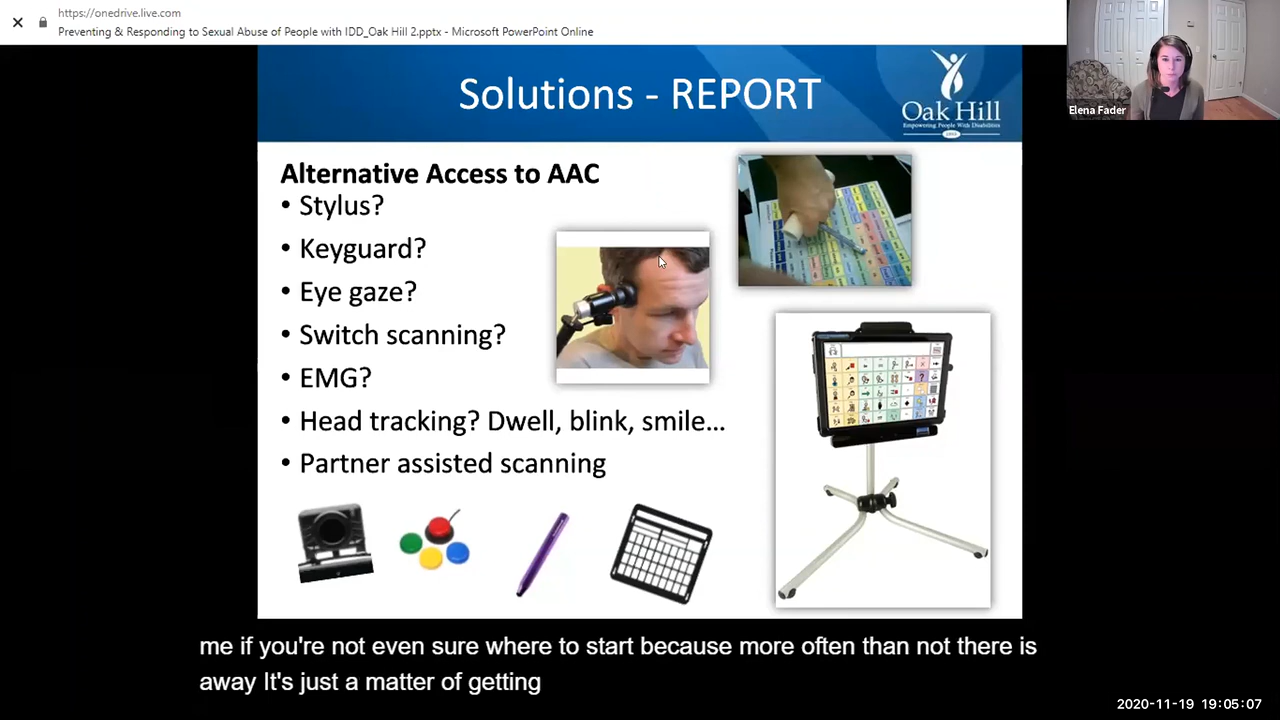 https://onedrive.live.com
Preventing & Responding to Sexual Abuse of People with IDD_Oak Hill 2.pptx - Microsoft PowerPoint Online
Elena Fader
Solutions - REPORT
Oak Hill
Empowering People With Disabilities
Alternative Access to AAC
• Stylus?
• Keyguard?
• Eye gaze?
• Switch scanning?
• EMG?
• Head tracking? Dwell, blink, smile...
• Partner assisted scanning
me if you're not even sure where to start because more often than not there is
away It's just a matter of getting
2020-11-19 19:05:07